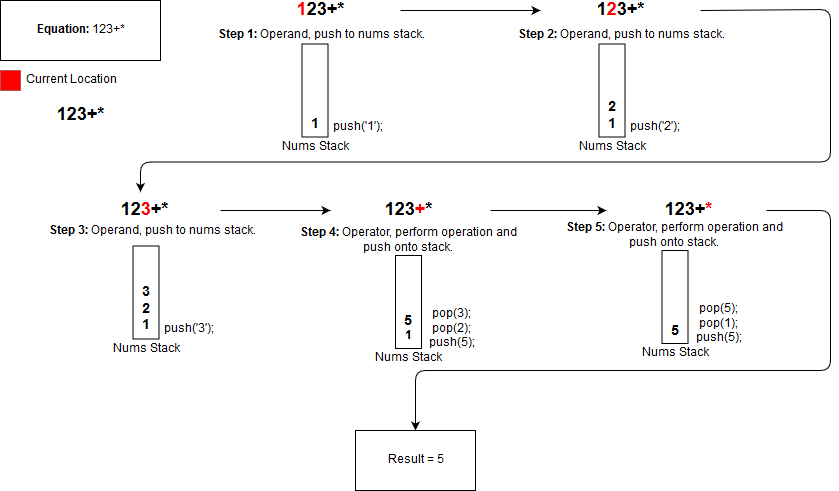 Equation: 123+*
Current Location
123+*
123+*
Step 1: Operand, push to nums stack.
1
push('1');
Nums Stack
123+*
Step 2: Operand, push to nums stack.
2
1
push('2');
Nums Stack
123+*
Step 3: Operand, push to nums stack.
3
2
1
push('3');
Nums Stack
123+*
Step 4: Operator, perform operation and
push onto stack.
5
1
pop(3);
pop(2);
push(5);
Nums Stack
123+*
Step 5: Operator, perform operation and
push onto stack.
5
pop(5);
pop(1);
push(5);
Nums Stack
Result = 5